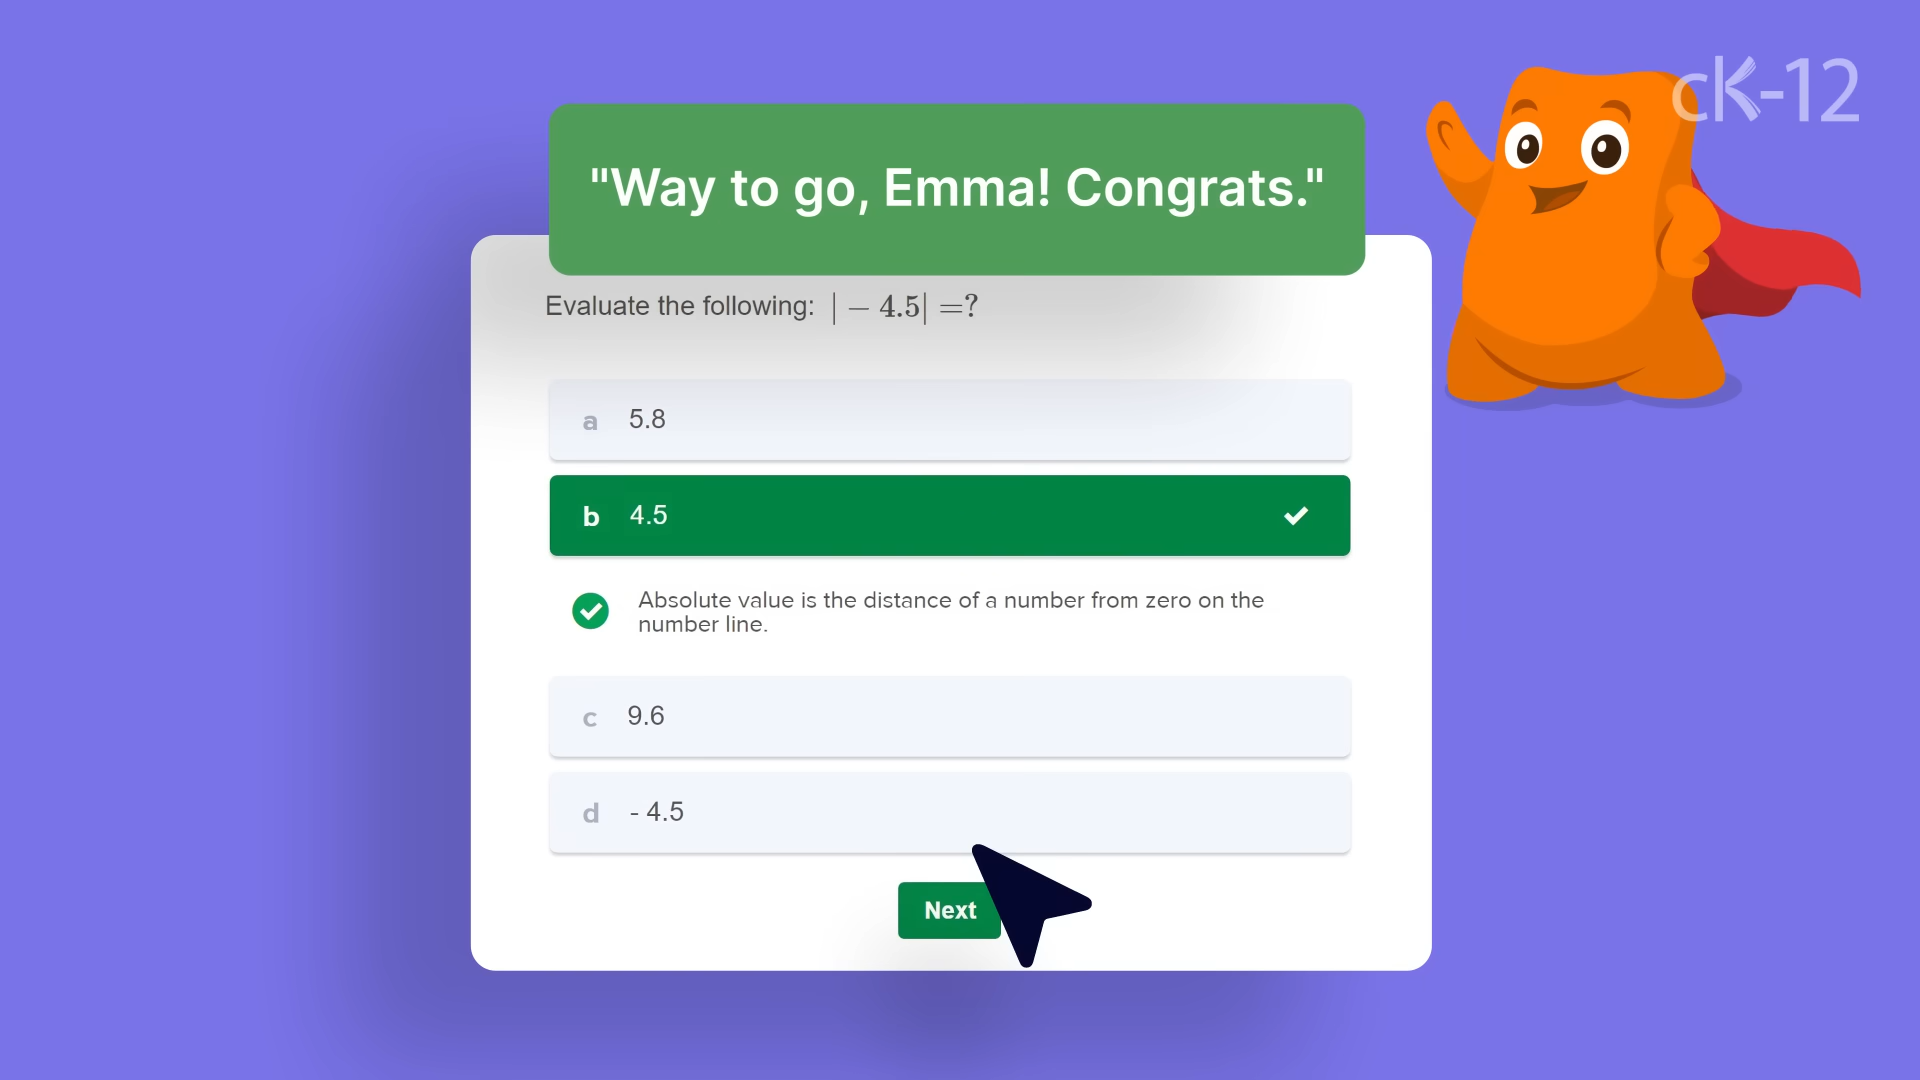 cK-12
"Way to go, Emma! Congrats."
Evaluate the following: | − 4.5| =?
a 5.8
b 4.5
Absolute value is the distance of a number from zero on the
number line.
c 9.6
d - 4.5
Next